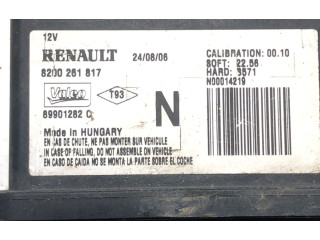 12V
RENAULT 24/08/06 CALIBRATION: 00.10
8200 261 817 SOFT: 22.56
HARD: 3571
Valeo T93 N N00014219
89901282 C
Made in HUNGARY
EN CAS DE CHUTE, NE PAS MONTER SUR VEHICULE
IN CASE OF FALLING, DO NOT ASSEMBLE ON VEHICLE
EN CASO DE CAIDA NO SE MONTA LA PARTE SOBRE EL COCHE